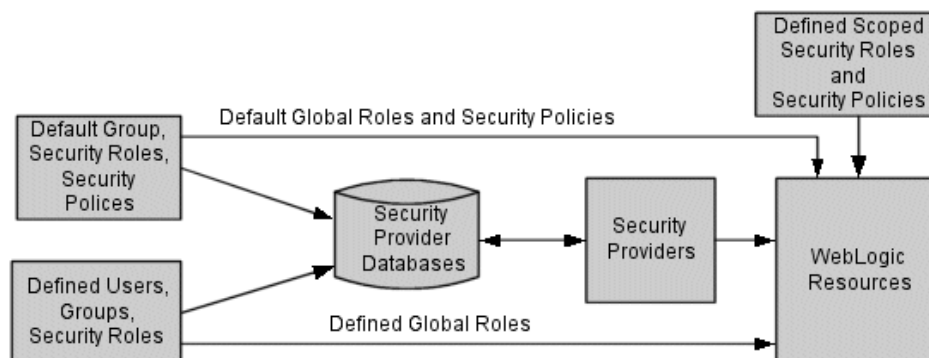 Defined Scoped
Security Roles
and
Security Policies
Default Global Roles and Security Policies
Default Group,
Security Roles,
Security
Polices
Security
Provider
Databases
Security
Providers
WebLogic
Resources
Defined Users,
Groups,
Security Roles
Defined Global Roles